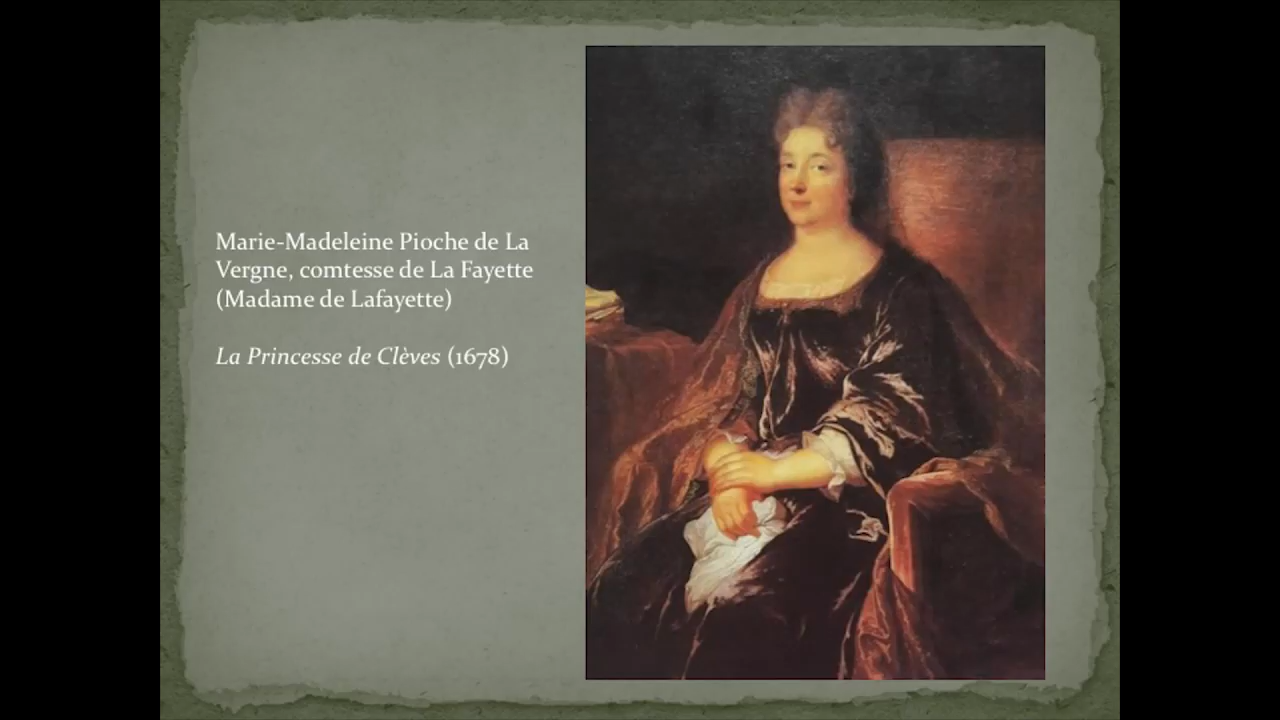 Marie-Madeleine Pioche de La
Vergne, comtesse de La Fayette
(Madame de Lafayette)
La Princesse de Clèves (1678)